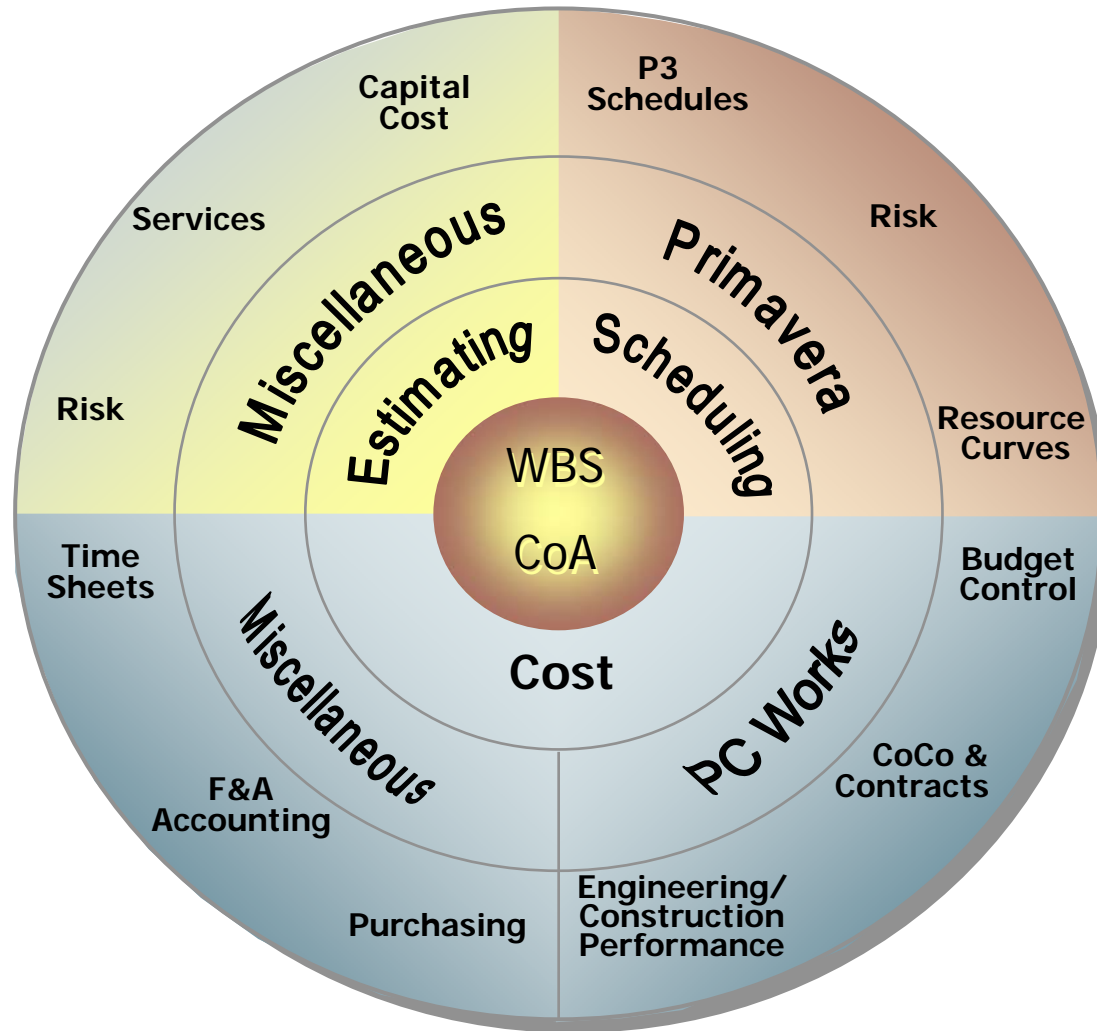 Capital
Cost
P3
Schedules
Services
Risk
Miscellaneous
Primavera
Estimating
Scheduling
Risk
Resource
Curves
WBS
CoA
Time
Sheets
Budget
Control
Miscellaneous
Cost
PC Works
F&A
Accounting
CoCo &
Contracts
Purchasing
Engineering/
Construction
Performance